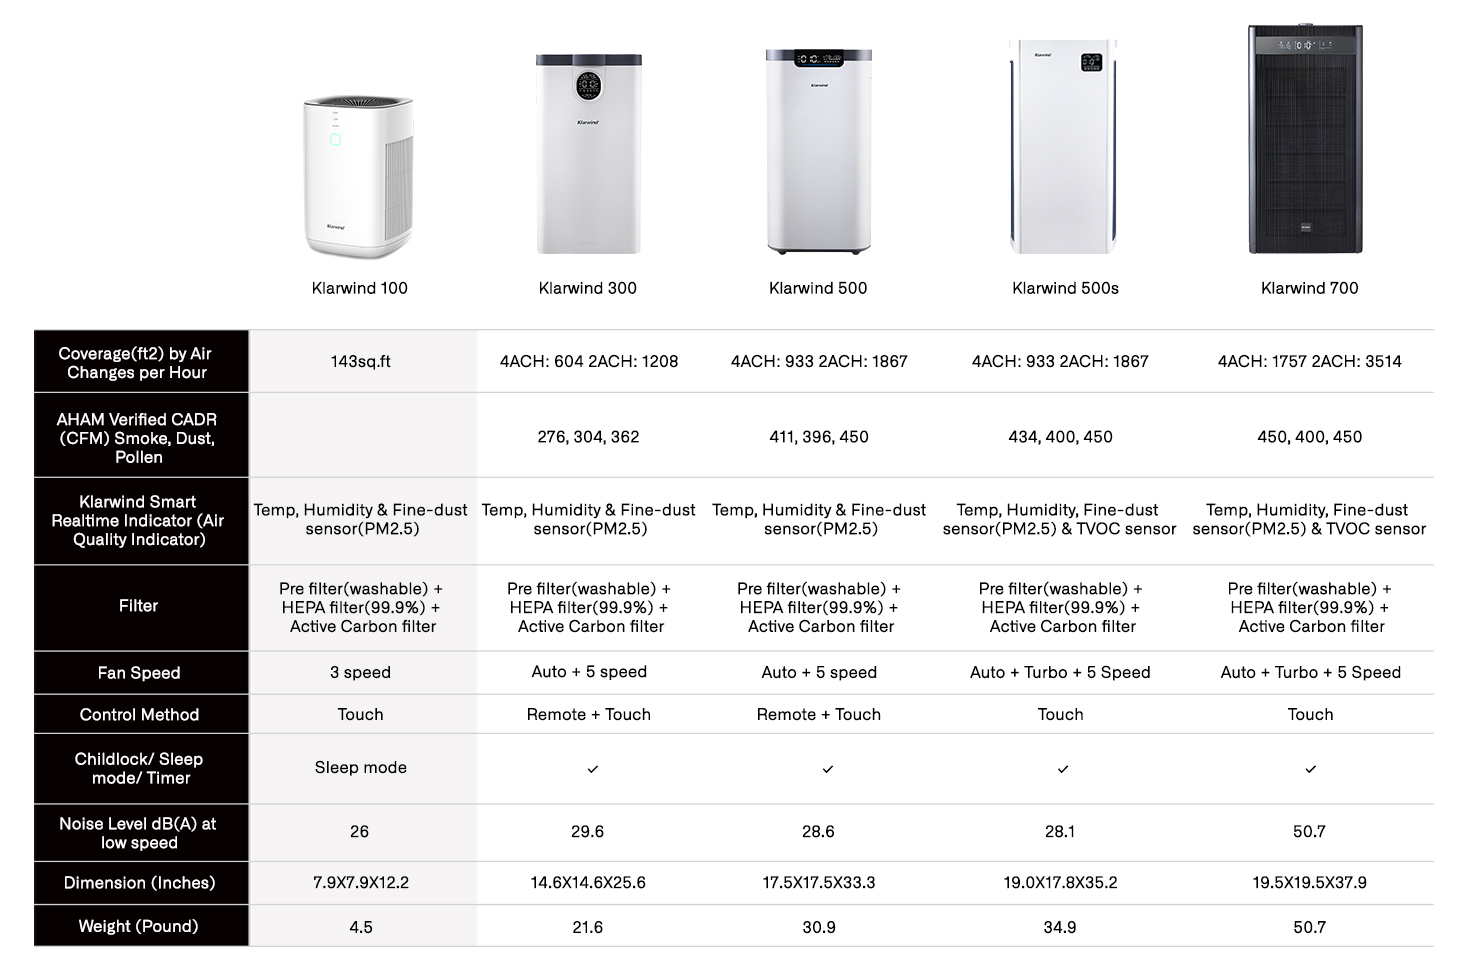 Klarwind
Klarwind
Klarwind
Klarwind
Klarwind 100
Klarwind 300
Klarwind 500
Klarwind 500s
Klarwind 700
Coverage(ft2) by Air
Changes per Hour
143sq.ft
4ACH: 604 2ACH: 1208
4ACH: 933 2ACH: 1867
4ACH: 933 2ACH: 1867
4ACH: 1757 2ACH: 3514
AHAM Verified CADR
(CFM) Smoke, Dust,
Pollen
276, 304, 362
411, 396, 450
434, 400, 450
450, 400, 450
Klarwind Smart
Realtime Indicator (Air
Quality Indicator)
Temp, Humidity & Fine-dust
sensor(PM2.5)
Temp, Humidity & Fine-dust
sensor(PM2.5)
Temp, Humidity & Fine-dust
sensor(PM2.5)
Temp, Humidity, Fine-dust
sensor(PM2.5) & TVOC sensor
Temp, Humidity, Fine-dust
sensor(PM2.5) & TVOC sensor
Filter
Pre filter(washable) +
HEPA filter(99.9%) +
Active Carbon filter
Pre filter(washable) +
HEPA filter(99.9%) +
Active Carbon filter
Pre filter(washable) +
HEPA filter(99.9%) +
Active Carbon filter
Pre filter(washable) +
HEPA filter(99.9%) +
Active Carbon filter
Pre filter(washable) +
HEPA filter(99.9%) +
Active Carbon filter
Fan Speed
3 speed
Auto + 5 speed
Auto + 5 speed
Auto + Turbo + 5 Speed
Auto + Turbo + 5 Speed
Control Method
Touch
Remote + Touch
Remote + Touch
Touch
Touch
Childlock/ Sleep
mode/ Timer
Sleep mode
✓
✓
✓
✓
Noise Level dB(A) at
low speed
26
29.6
28.6
28.1
50.7
Dimension (Inches)
7.9X7.9X12.2
14.6X14.6X25.6
17.5X17.5X33.3
19.0X17.8X35.2
19.5X19.5X37.9
Weight (Pound)
4.5
21.6
30.9
34.9
50.7